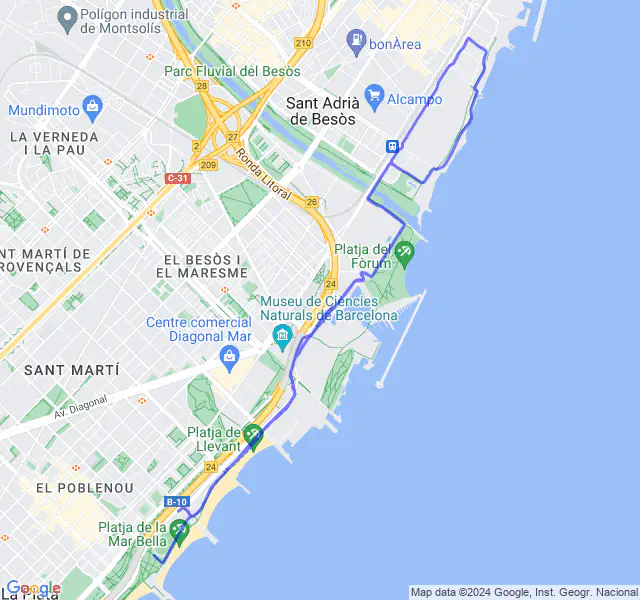 Polígon industrial
de Montsolís
210
bonÀrea
Parc Fluvial del Besòs
28
Sant Adrià
de Besòs
Alcampo
Mundimoto
27
LA VERNEDA
I LA PAU
2
209
Ronda Litoral
C-31
26
NT MARTÍ DE
ROVENÇALS
EL BESÒS I
EL MARESME
Platja del
Fòrum
24
Museu de Ciències
Naturals de Barcelona
Centre comercial
Diagonal Mar
SANT MARTÍ
Av. Diagonal
Platja de
Llevant
24
EL POBLENOU
B-10
Platja de la
Mar Bella
Google
La Plata
Map data ©2024 Google, Inst. Geogr. Nacional